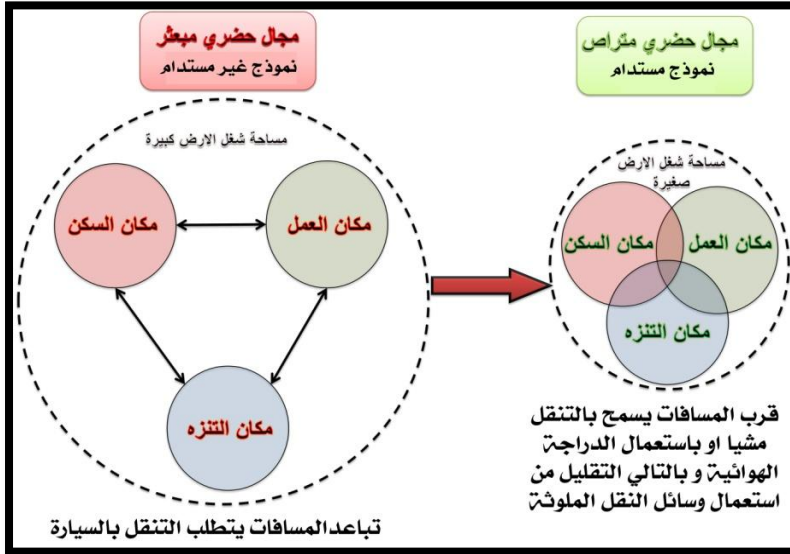 مجال حضري متراص
نموذج مستدام
مساحة شغل الارض
صغيرة
مكان السكن
مكان العمل
مكان التنزه
قرب المسافات يسمح بالتنقل
مشيا او باستعمال الدراجة
الهوائية و بالتالي التقليل من
استعمال وسائل النقل الملوثة
مجال حضري مبعثر
نموذج غير مستدام
مساحة شغل الارض كبيرة
مكان العمل
مكان السكن
مكان التنزه
تباعد المسافات يتطلب التنقل بالسيارة